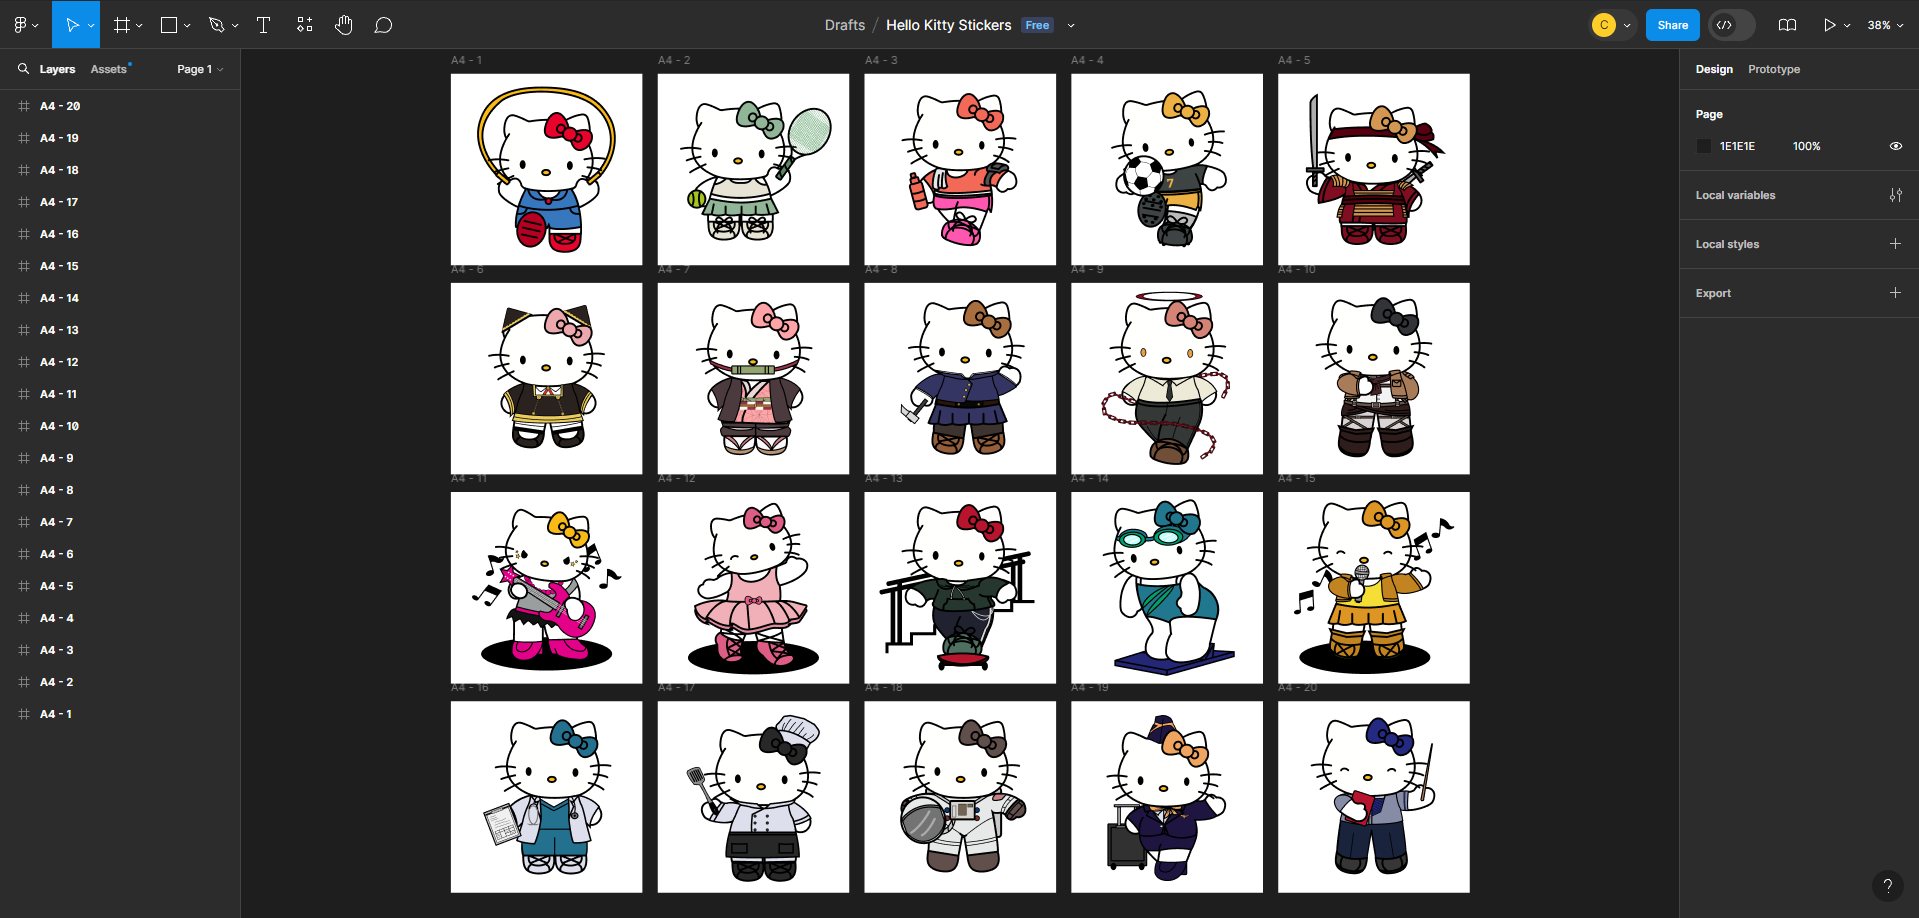 Drafts / Hello Kitty Stickers Free
C
Share
38%
Layers Assets Page 1
A4 - 20
A4 - 19
A4 - 18
A4 - 17
A4 - 16
A4 - 15
A4 - 14
A4 - 13
A4 - 12
A4 - 11
A4 - 10
A4 - 9
A4 - 8
A4 - 7
A4 - 6
A4 - 5
A4 - 4
A4 - 3
A4 - 2
A4 - 1
A4 - 1 A4 - 2 A4 - 3 A4 - 4 A4 - 5
7
A4 - 6 A4 - 7 A4 - 8 A4 - 9 A4 - 10
A4 - 11 A4 - 12 A4 - 13 A4 - 14 A4 - 15
A4 - 16 A4 - 17 A4 - 18 A4 - 19 A4 - 20
Design Prototype
Page
1E1E1E 100%
Local variables
Local styles
Export
?